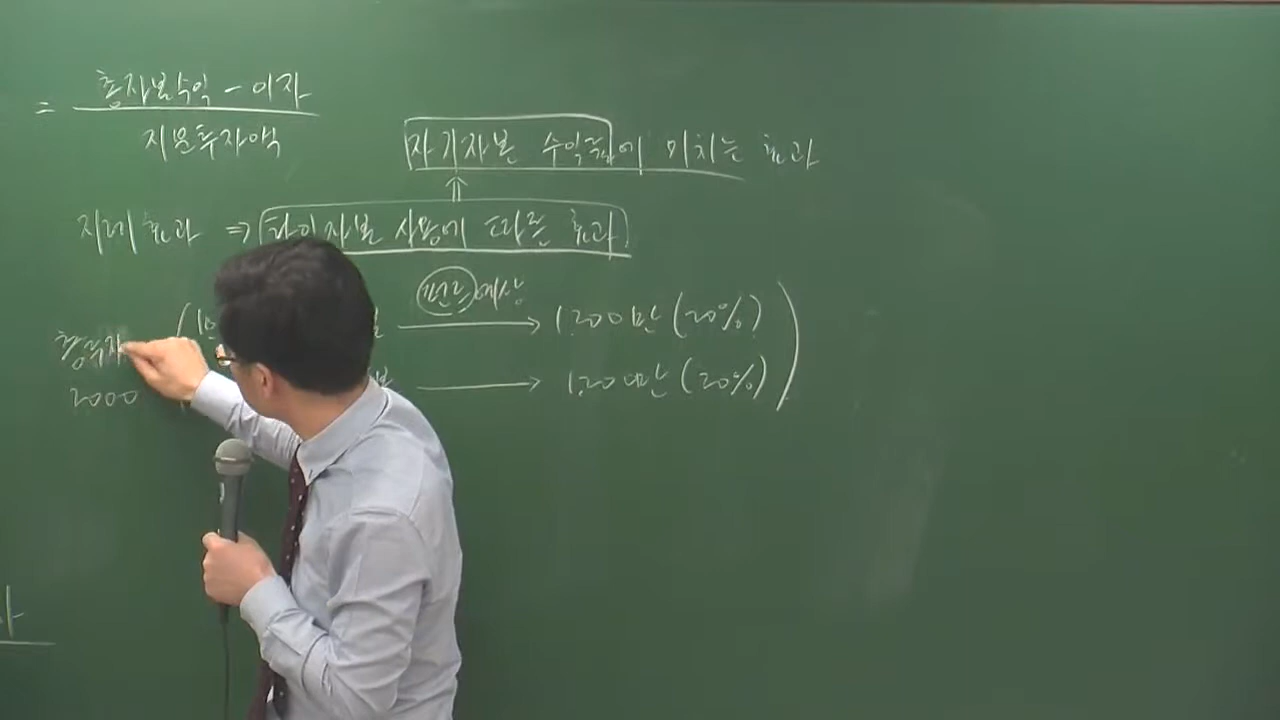 = 총자본수익 - 이자
지분투자액
자기자본 수익률에 미치는 효과
⇑
지레효과 ⇒ 타인자본 사용에 따른 효과
펀드 예상
1,200만 (20%)
총투자
2000
1,200만 (20%)